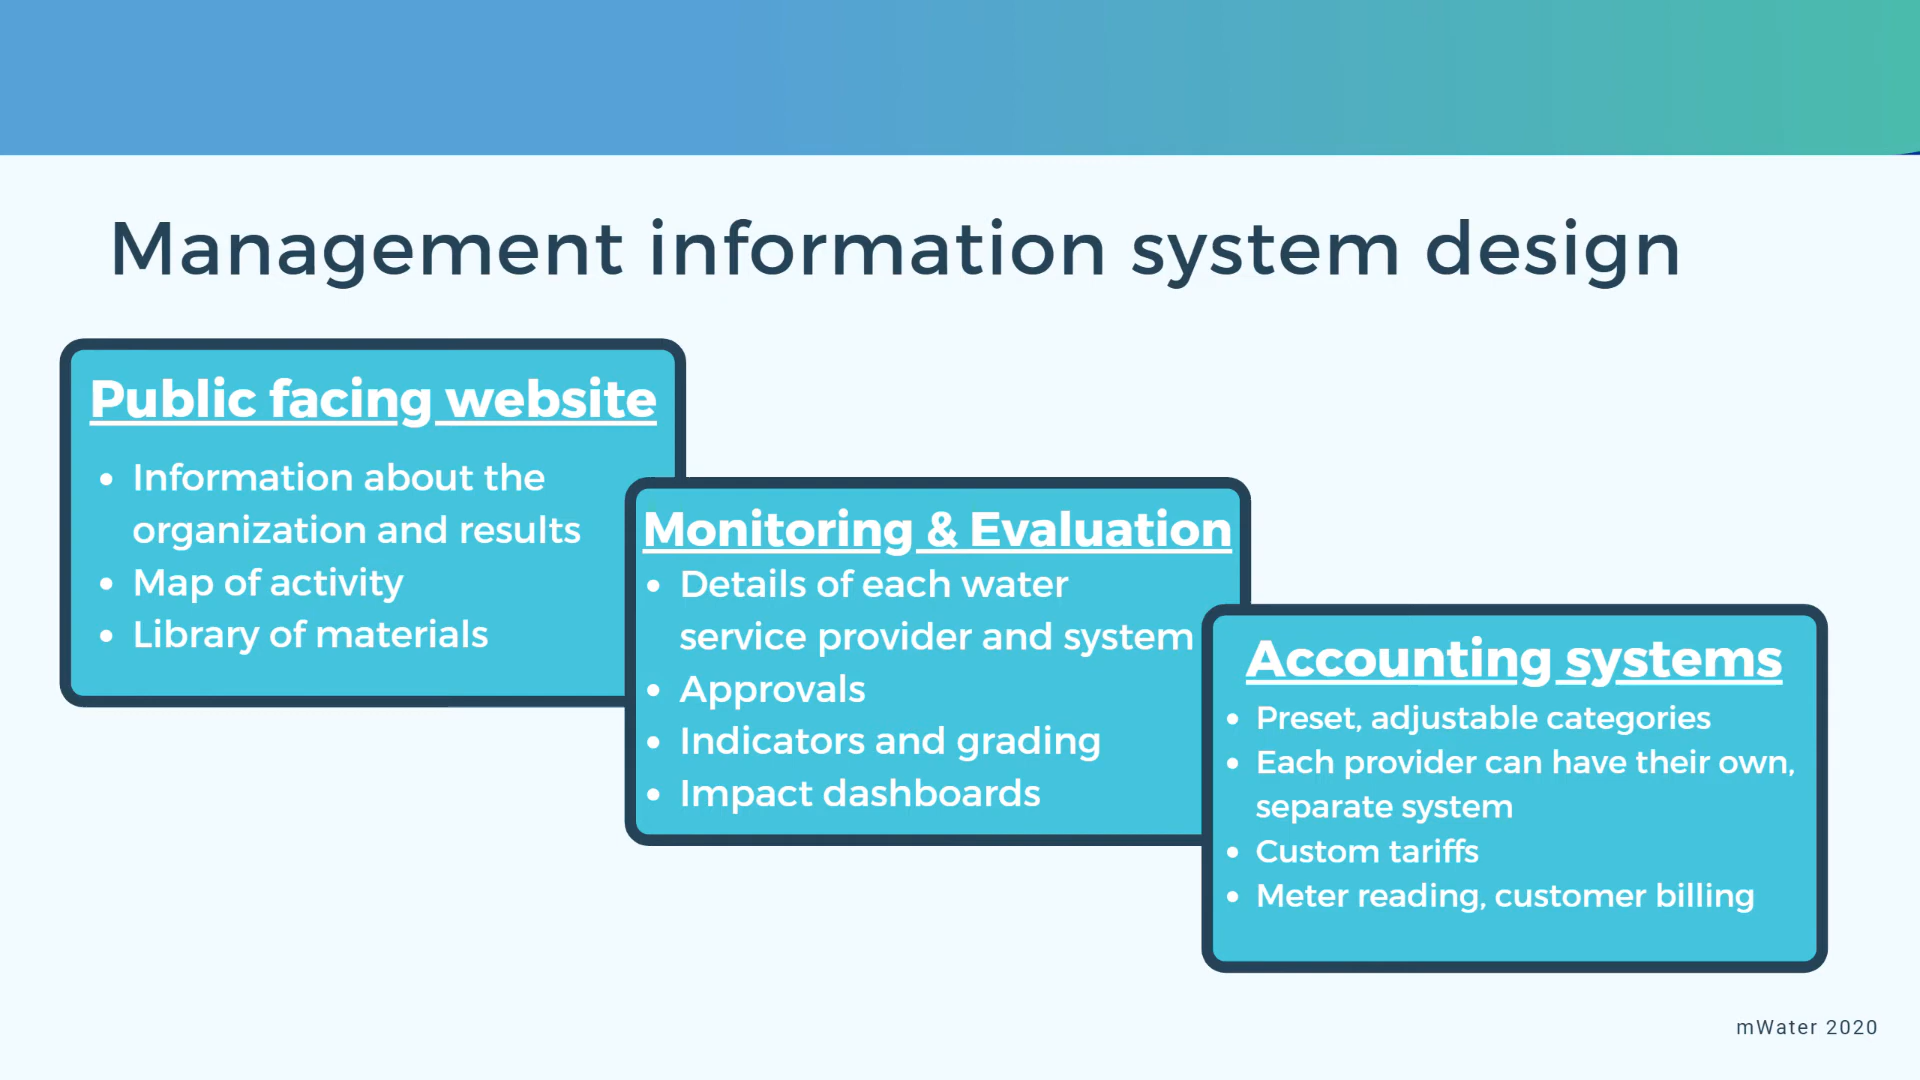 Management information system design
Public facing website
• Information about the
organization and results
• Map of activity
• Library of materials
Monitoring & Evaluation
• Details of each water
service provider and system
• Approvals
• Indicators and grading
• Impact dashboards
Accounting systems
• Preset, adjustable categories
• Each provider can have their own,
separate system
• Custom tariffs
• Meter reading, customer billing
mWater 2020